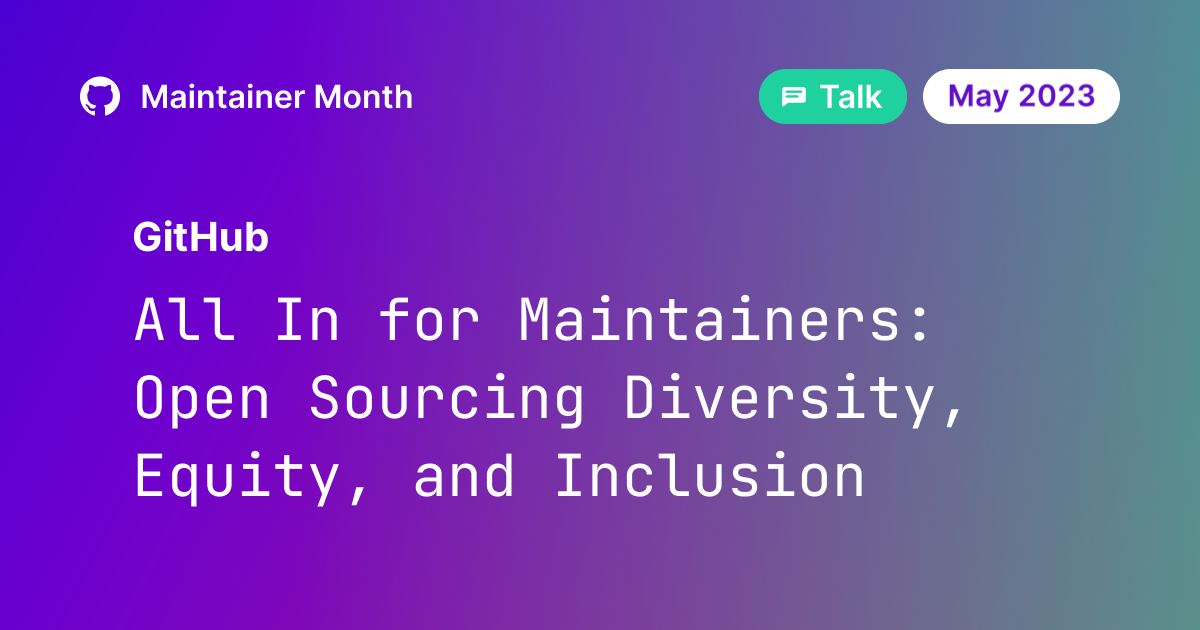 Maintainer Month
Talk
May 2023
GitHub
All In for Maintainers:
Open Sourcing Diversity,
Equity, and Inclusion